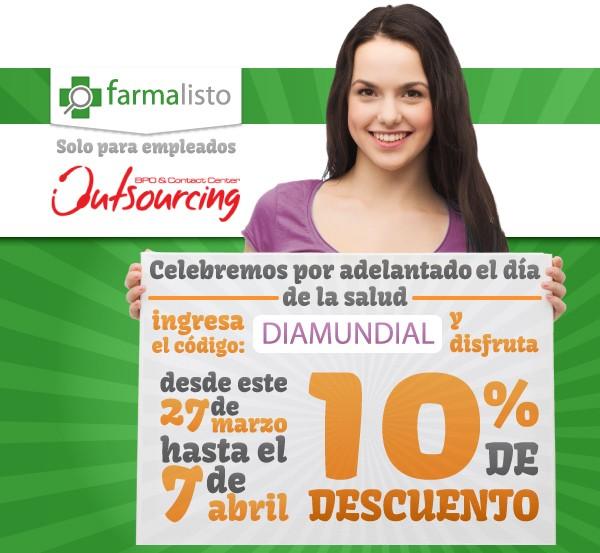 farmalisto
Solo para empleados
BPO & Contact Center
Outsourcing
Celebremos por adelantado el día
de la salud
ingresa
el código:
DIAMUNDIAL
y
disfruta
desde este
27 de
marzo
hasta el
7 de
abril
10%
DE
DESCUENTO